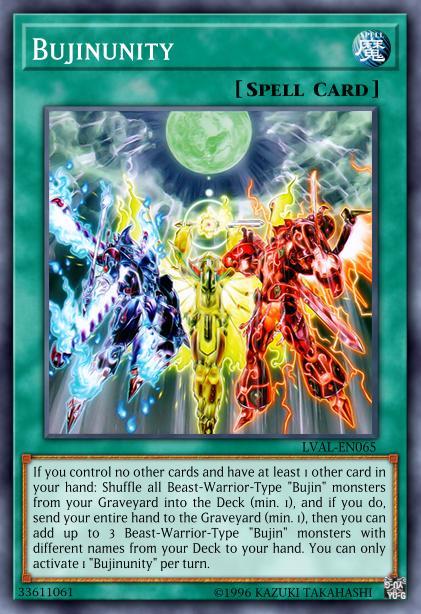 Bujinunity
SPELL
魔
[Spell Card]
LVAL-EN065
If you control no other cards and have at least 1 other card in
your hand: Shuffle all Beast-Warrior-Type "Bujin" monsters
from your Graveyard into the Deck (min. 1), and if you do,
send your entire hand to the Graveyard (min. 1), then you can
add up to 3 Beast-Warrior-Type "Bujin" monsters with
different names from your Deck to your hand. You can only
activate 1 "Bujinunity" per turn.
33611061 ©1996 KAZUKI TAKAHASHI